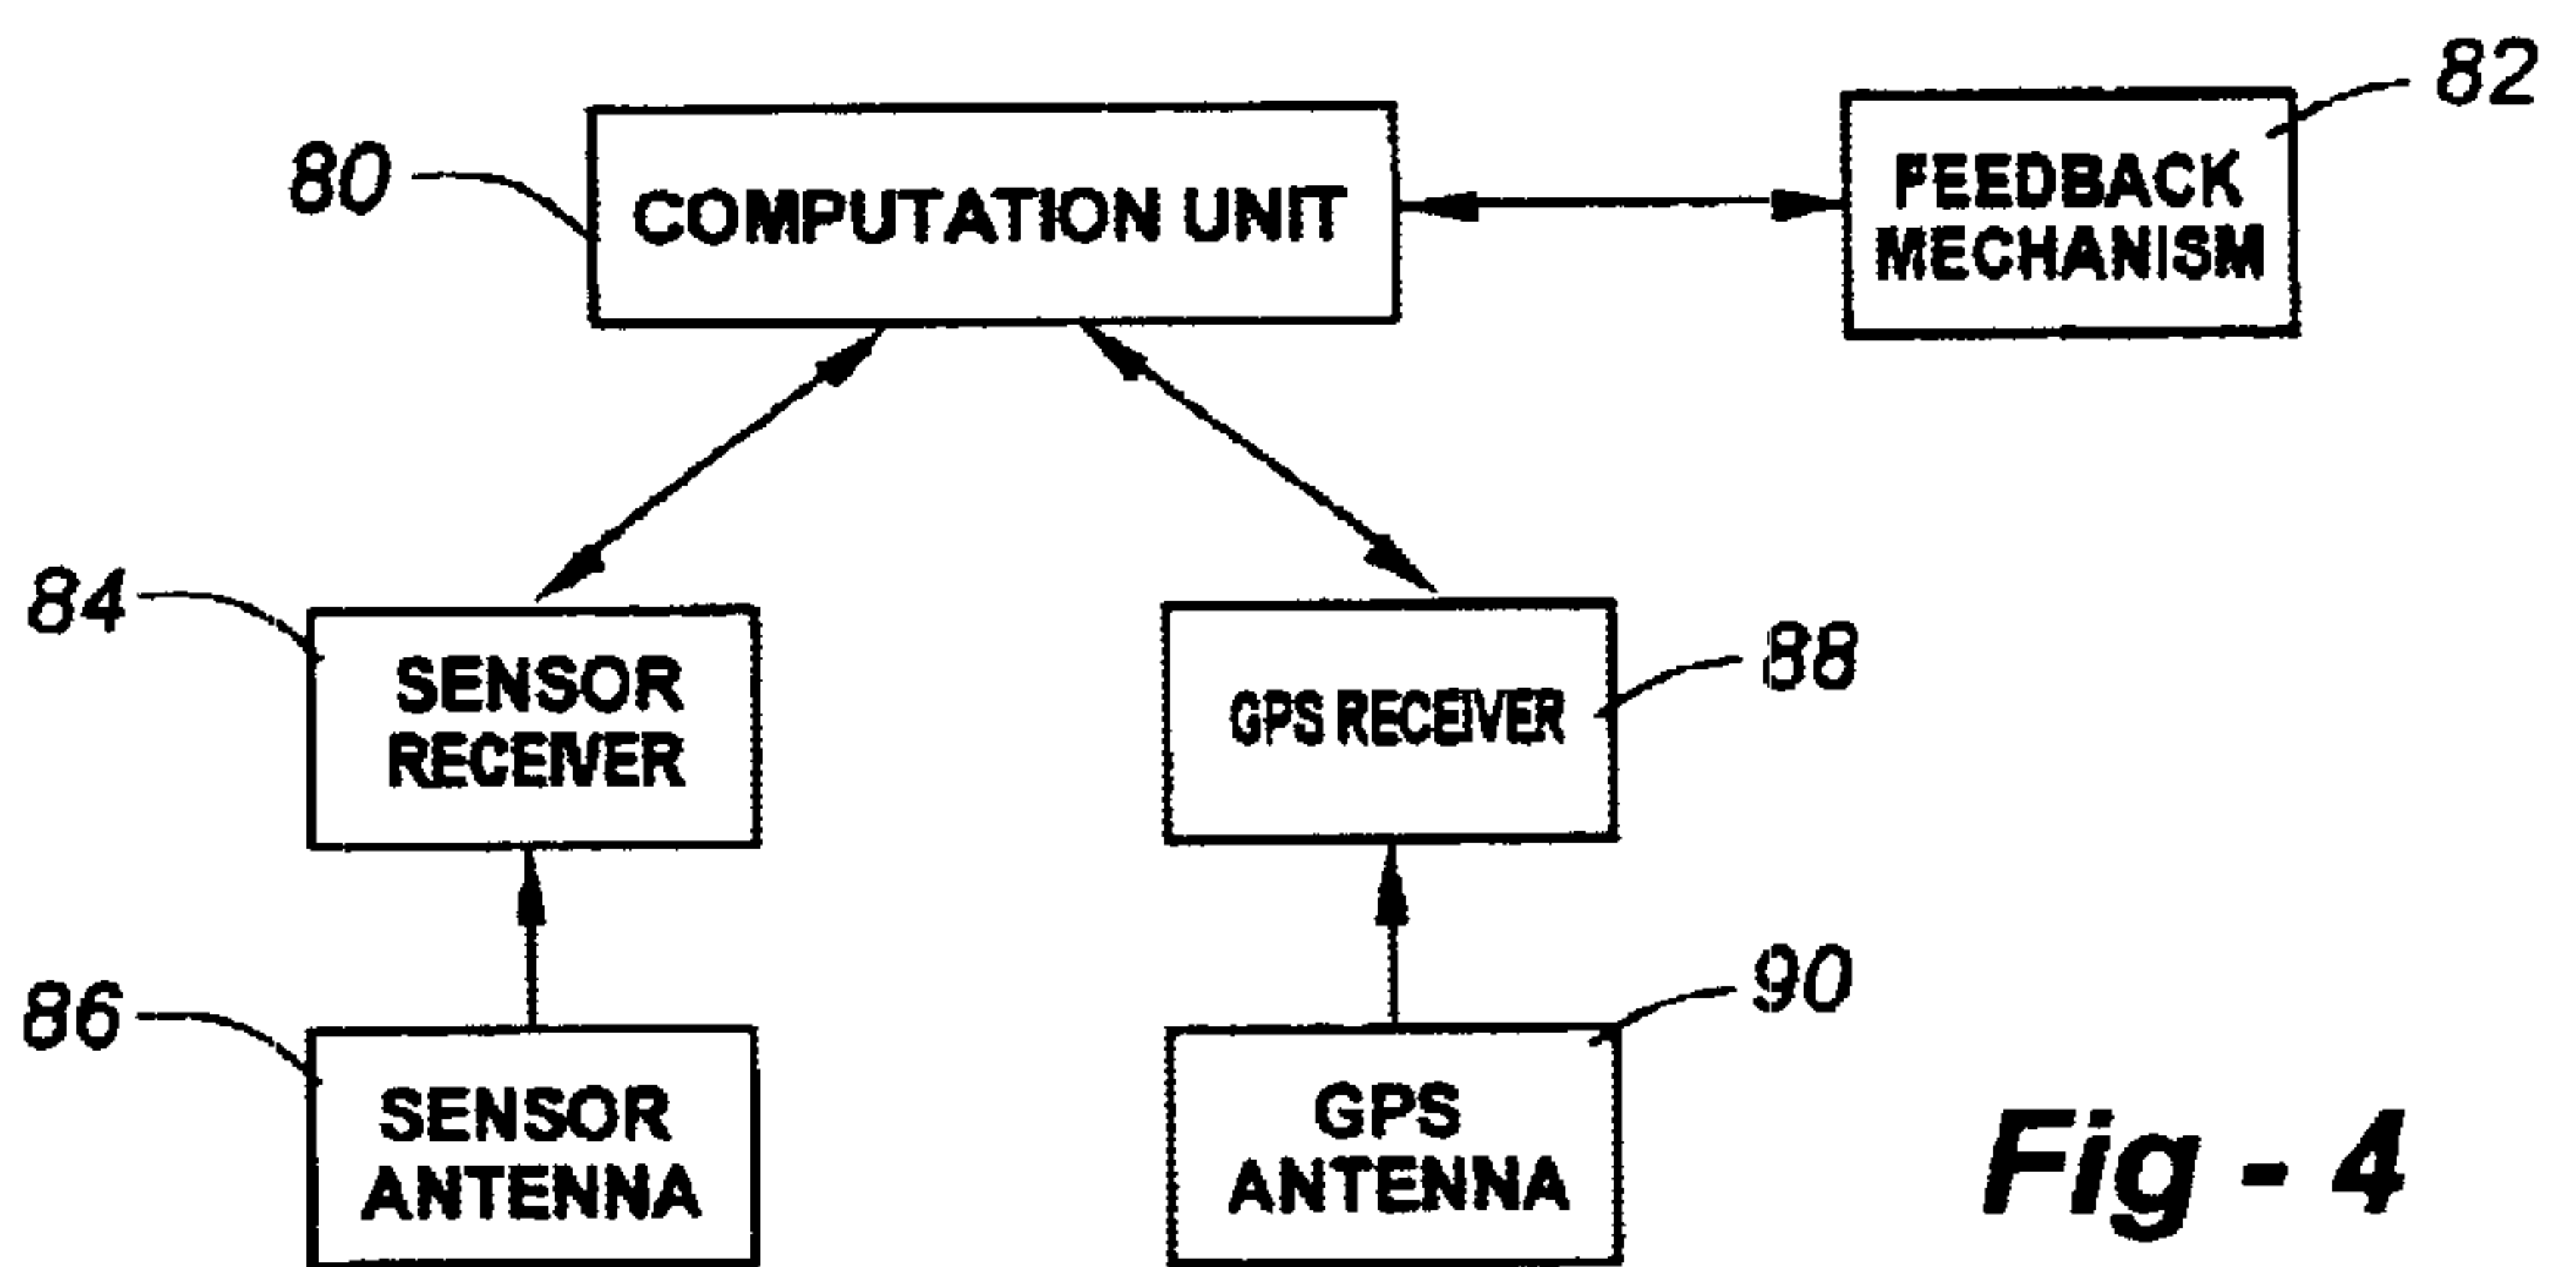 82
80
COMPUTATION UNIT
FEEDBACK
MECHANISM
84
SENSOR
RECEIVER
GPS RECEIVER
88
86
SENSOR
ANTENNA
GPS
ANTENNA
90
Fig - 4